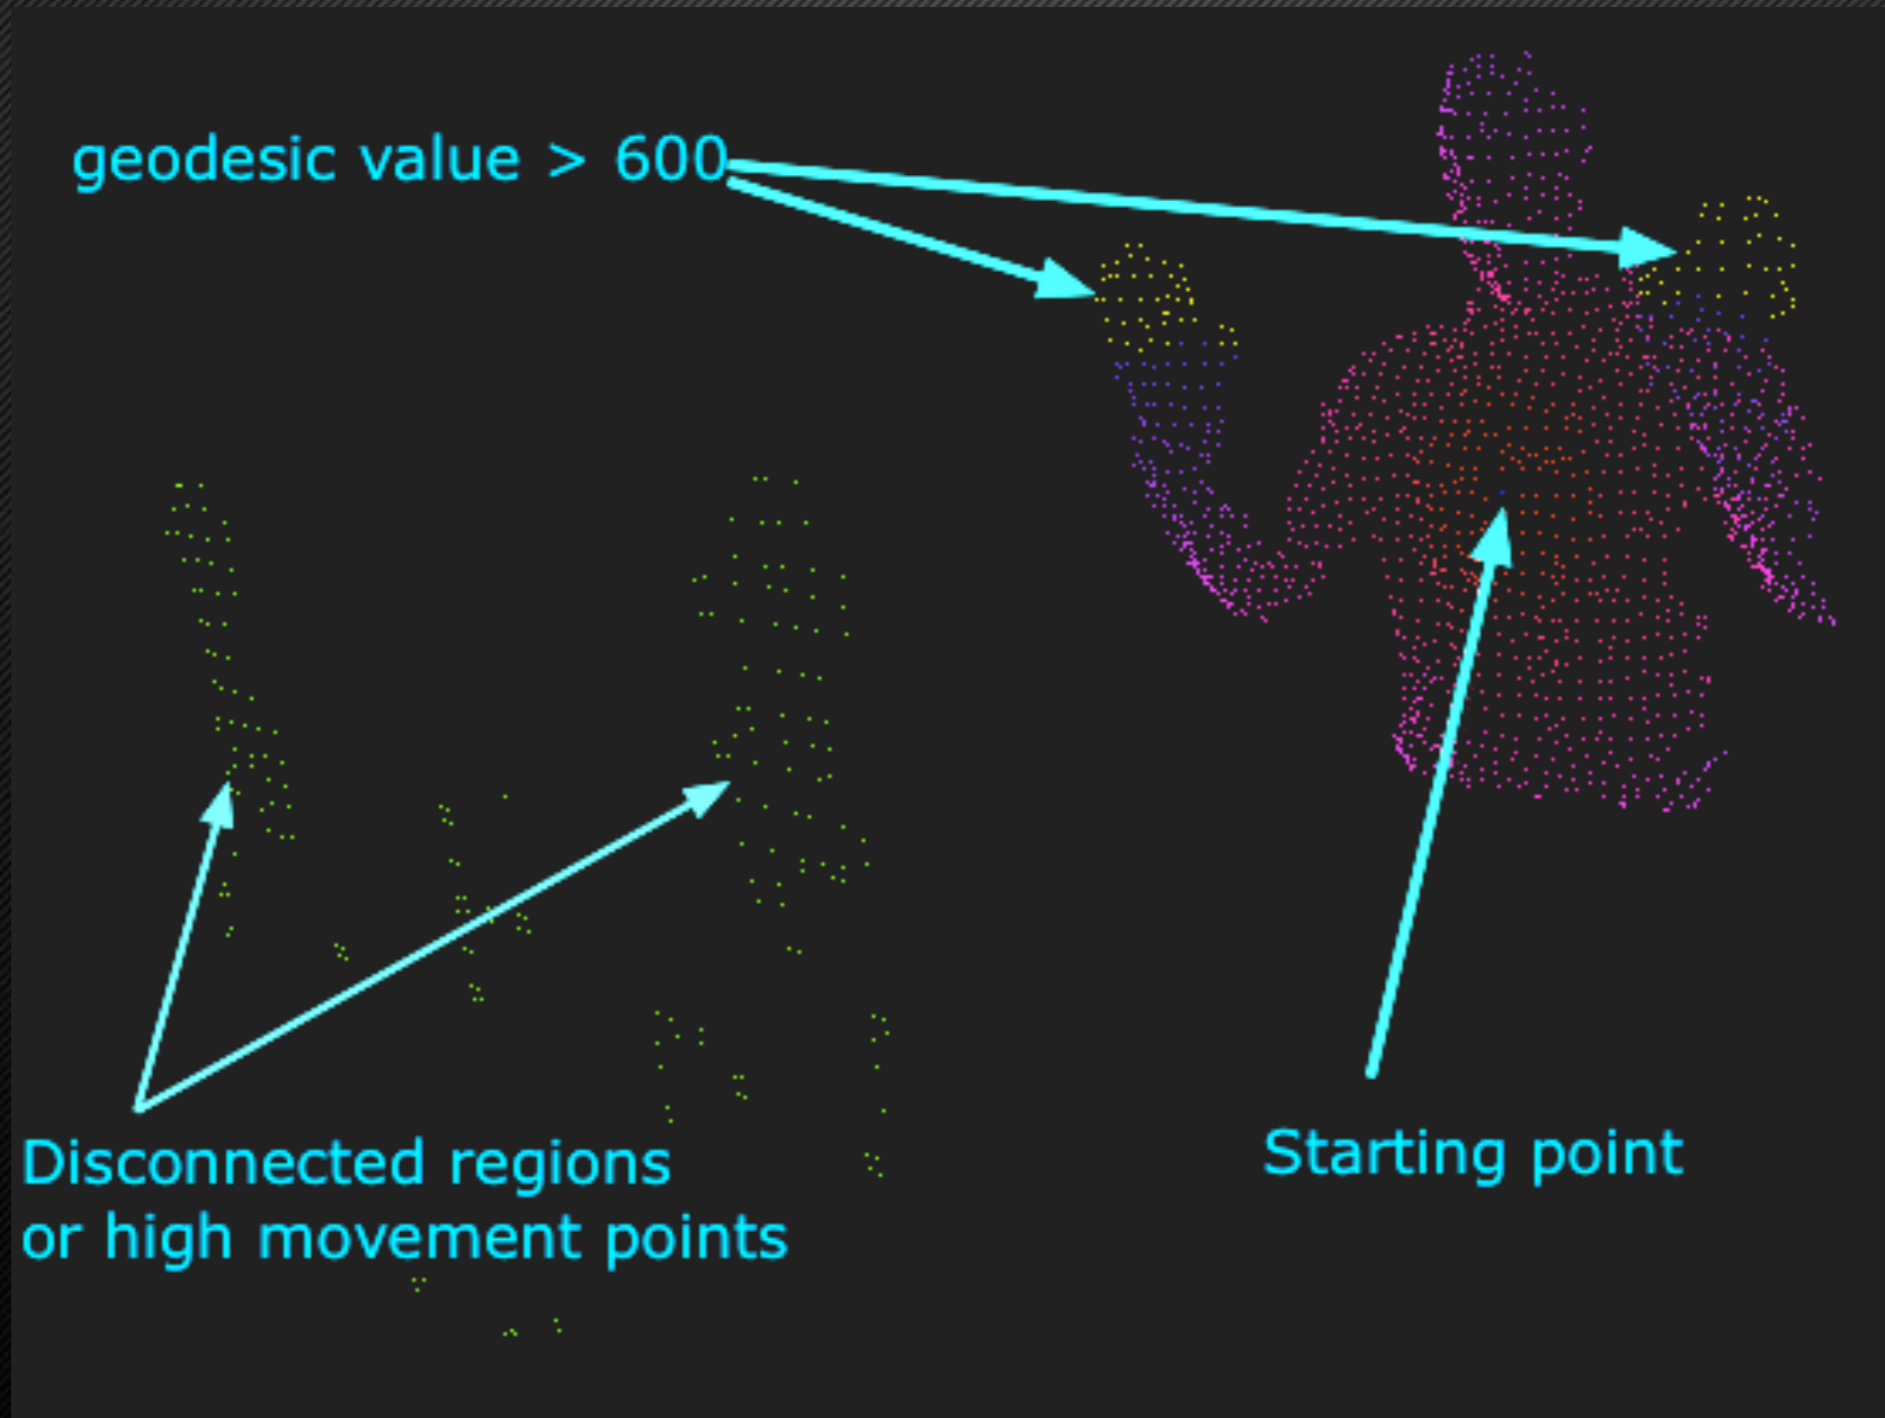 geodesic value > 600
Disconnected regions
or high movement points
Starting point